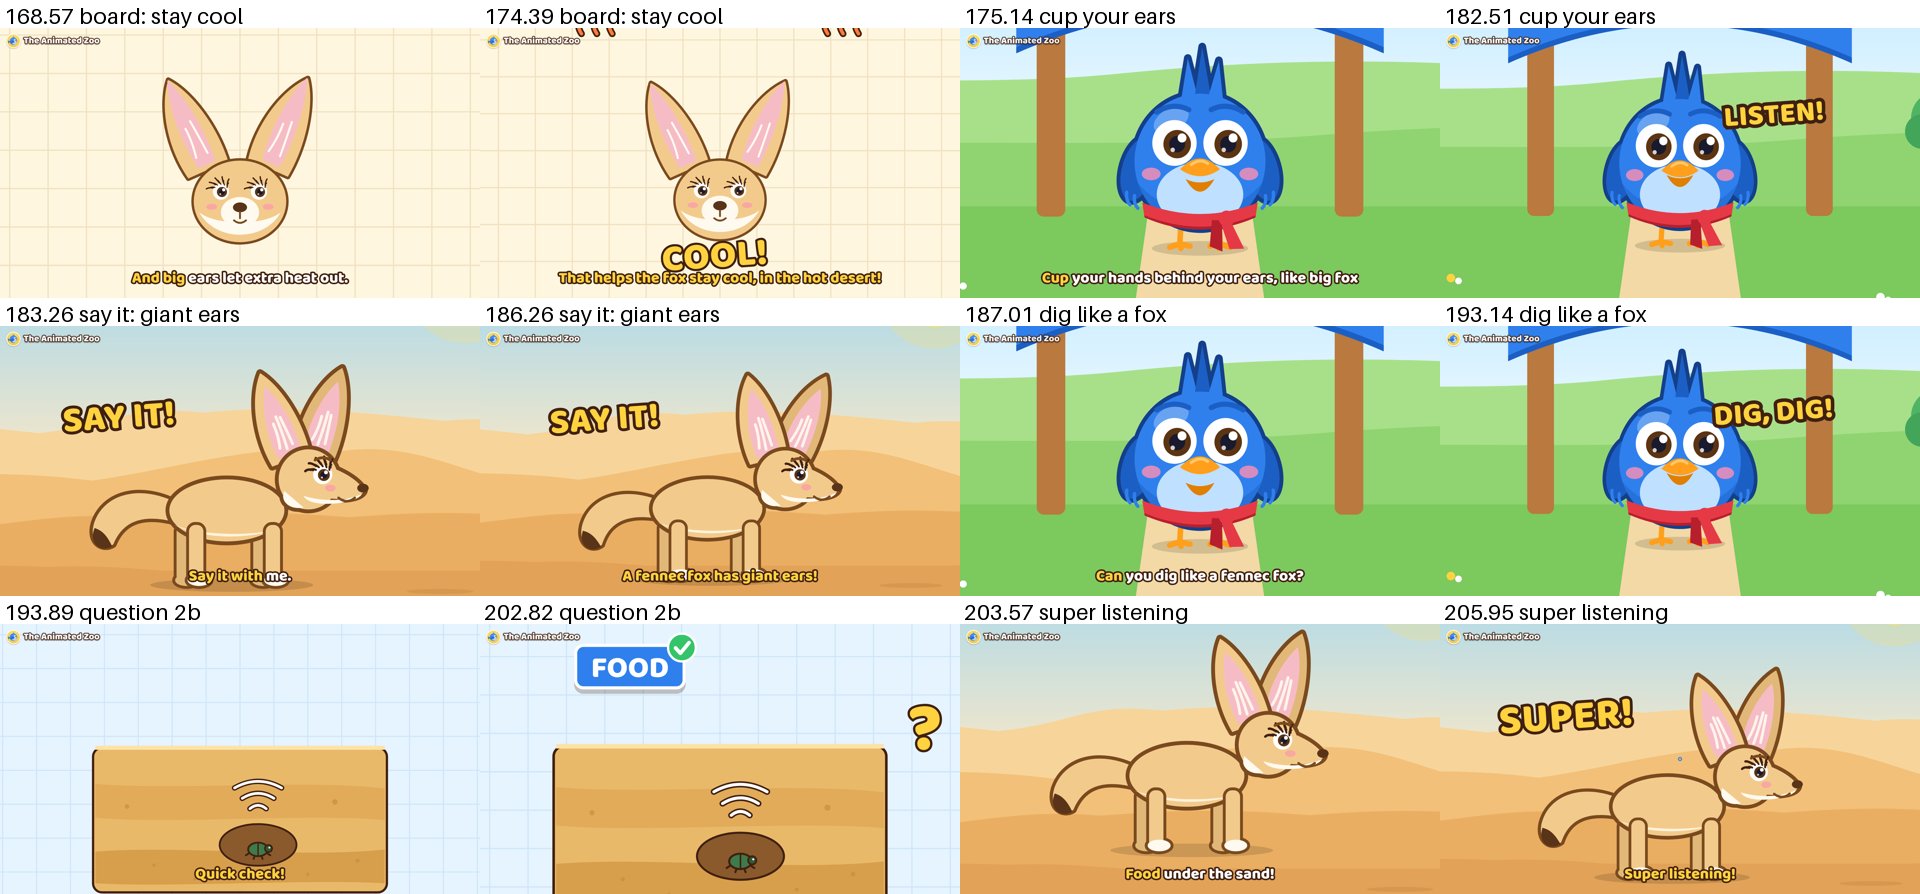 168.57 board: stay cool
The Animated Zoo
And big ears let extra heat out.
174.39 board: stay cool
The Animated Zoo
COOL!
That helps the fox stay cool, in the hot desert!
175.14 cup your ears
The Animated Zoo
Cup your hands behind your ears, like big fox
182.51 cup your ears
The Animated Zoo
LISTEN!
183.26 say it: giant ears
The Animated Zoo
SAY IT!
Say it with me.
186.26 say it: giant ears
The Animated Zoo
SAY IT!
A fennec fox has giant ears!
187.01 dig like a fox
The Animated Zoo
Can you dig like a fennec fox?
193.14 dig like a fox
The Animated Zoo
DIG, DIG!
193.89 question 2b
The Animated Zoo
Quick check!
202.82 question 2b
The Animated Zoo
FOOD
?
203.57 super listening
The Animated Zoo
Food under the sand!
205.95 super listening
The Animated Zoo
SUPER!
Super listening!